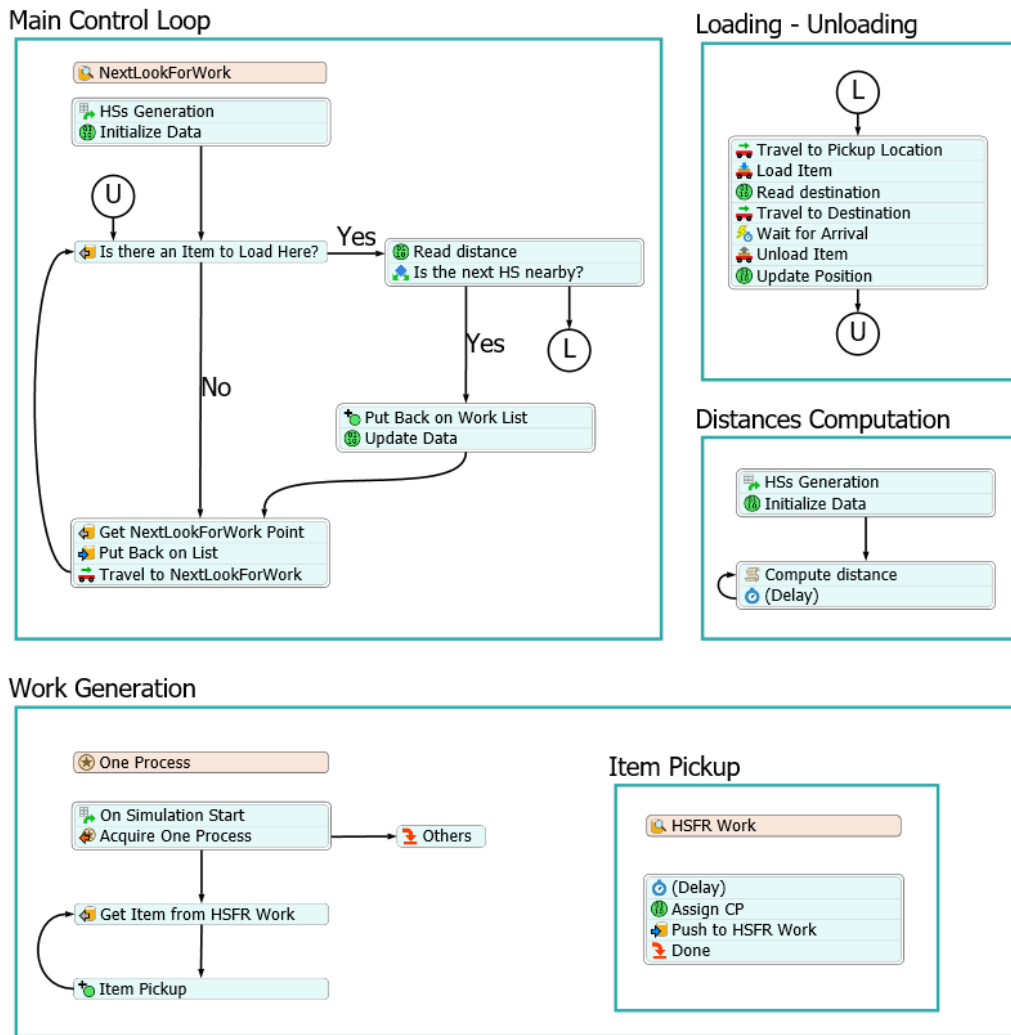 Main Control Loop
NextLookForWork
HSs Generation
Initialize Data
U
Is there an Item to Load Here?
Yes
Read distance
Is the next HS nearby?
Yes
L
No
Put Back on Work List
Update Data
Get NextLookForWork Point
Put Back on List
Travel to NextLookForWork
Loading - Unloading
L
Travel to Pickup Location
Load Item
Read destination
Travel to Destination
Wait for Arrival
Unload Item
Update Position
U
Distances Computation
HSs Generation
Initialize Data
Compute distance
(Delay)
Work Generation
One Process
On Simulation Start
Acquire One Process
Others
Get Item from HSFR Work
Item Pickup
Item Pickup
HSFR Work
(Delay)
Assign CP
Push to HSFR Work
Done